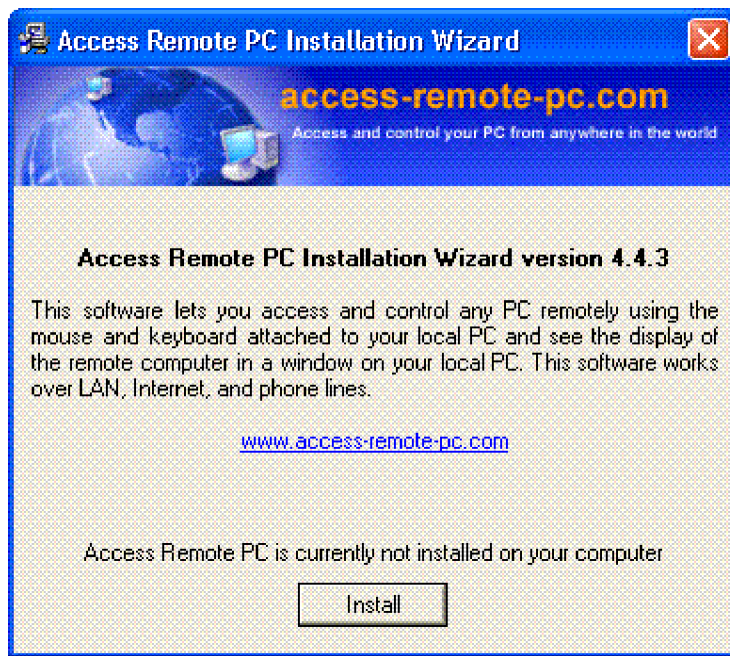 Access Remote PC Installation Wizard
access-remote-pc.com
Access and control your PC from anywhere in the world
Access Remote PC Installation Wizard version 4.4.3
This software lets you access and control any PC remotely using the
mouse and keyboard attached to your local PC and see the display of
the remote computer in a window on your local PC. This software works
over LAN, Internet, and phone lines.
www.access-remote-pc.com
Access Remote PC is currently not installed on your computer
Install